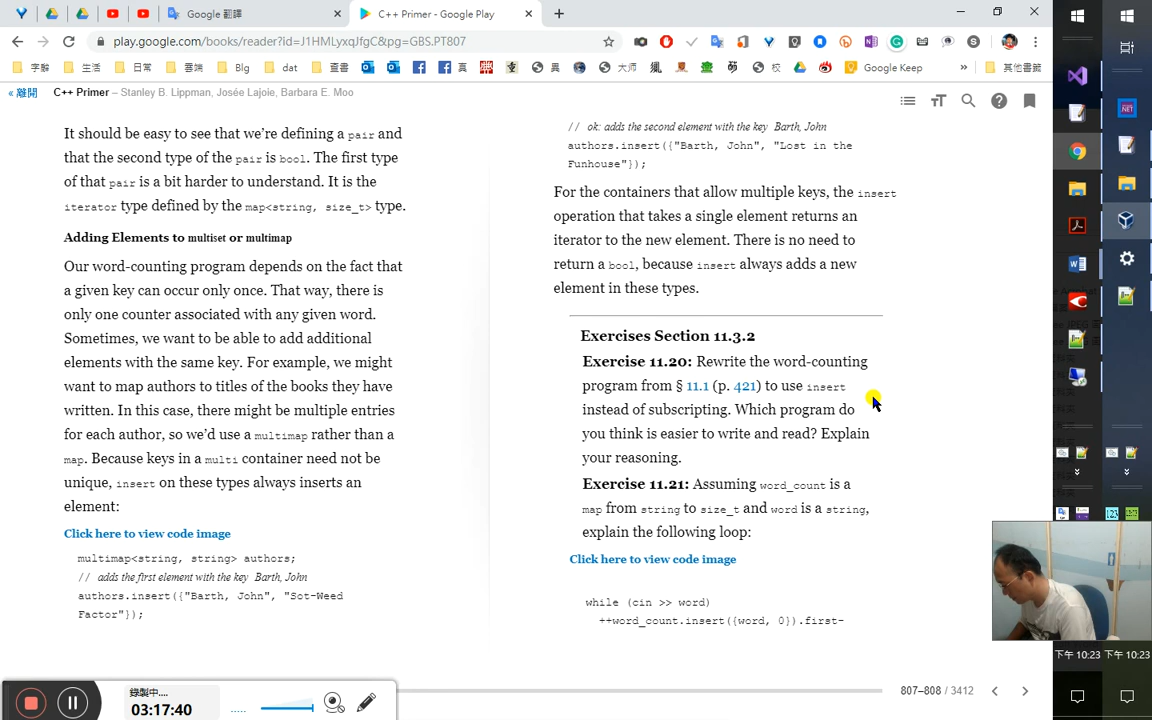 Google 翻譯
C++ Primer - Google Play
play.google.com/books/reader?id=J1HMLyxqJfgC&pg=GBS.PT807
字辭
生活
日常
雲端
Blg
dat
查書
真
異
大师
校
Google Keep
»
其他書籤
« 離開
C++ Primer – Stanley B. Lippman, Josée Lajoie, Barbara E. Moo
It should be easy to see that we're defining a pair and
that the second type of the pair is bool. The first type
of that pair is a bit harder to understand. It is the
iterator type defined by the map<string, size_t> type.
Adding Elements to multiset or multimap
Our word-counting program depends on the fact that
a given key can occur only once. That way, there is
only one counter associated with any given word.
Sometimes, we want to be able to add additional
elements with the same key. For example, we might
want to map authors to titles of the books they have
written. In this case, there might be multiple entries
for each author, so we'd use a multimap rather than a
map. Because keys in a multi container need not be
unique, insert on these types always inserts an
element:
Click here to view code image
multimap<string, string> authors;
// adds the first element with the key Barth, John
authors.insert({"Barth, John", "Sot-Weed
Factor"});
// ok: adds the second element with the key Barth, John
authors.insert({"Barth, John", "Lost in the
Funhouse"});
For the containers that allow multiple keys, the insert
operation that takes a single element returns an
iterator to the new element. There is no need to
return a bool, because insert always adds a new
element in these types.
Exercises Section 11.3.2
Exercise 11.20: Rewrite the word-counting
program from § 11.1 (p. 421) to use insert
instead of subscripting. Which program do
you think is easier to write and read? Explain
your reasoning.
Exercise 11.21: Assuming word_count is a
map from string to size_t and word is a string,
explain the following loop:
Click here to view code image
while (cin >> word)
++word_count.insert({word, 0}).first-
807–808 / 3412
錄製中....
03:17:40
下午 10:23
下午 10:23